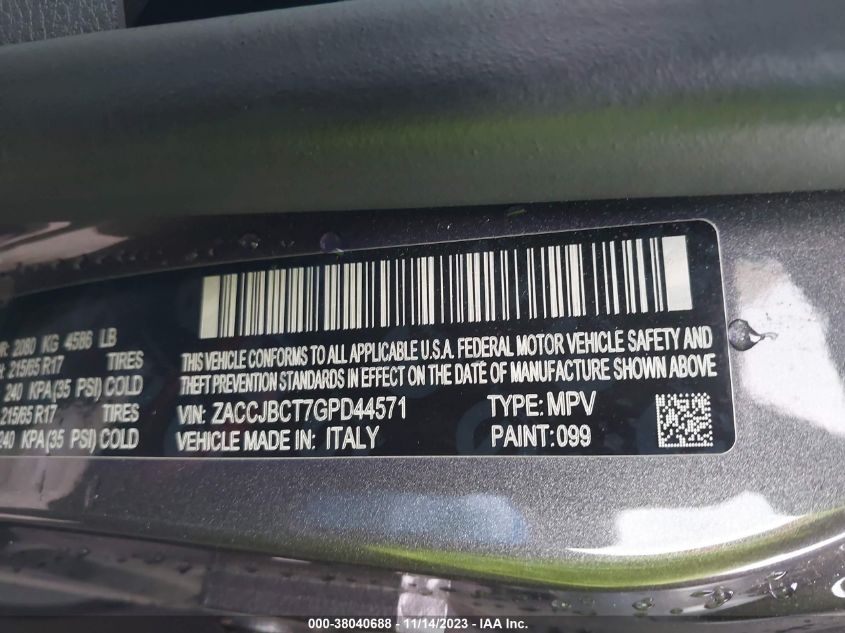 R: 2080 KG 4586 LB
: 215/65 R17 TIRES
240 KPA(35 PSI) COLD
215/65 R17 TIRES
240 KPA(35 PSI) COLD
THIS VEHICLE CONFORMS TO ALL APPLICABLE U.S.A. FEDERAL MOTOR VEHICLE SAFETY AND
THEFT PREVENTION STANDARDS IN EFFECT ON THE DATE OF MANUFACTURE SHOWN ABOVE
VIN: ZACCJBCT7GPD44571 TYPE: MPV
VEHICLE MADE IN: ITALY PAINT: 099
000-38040688 - 11/14/2023 - IAA Inc.